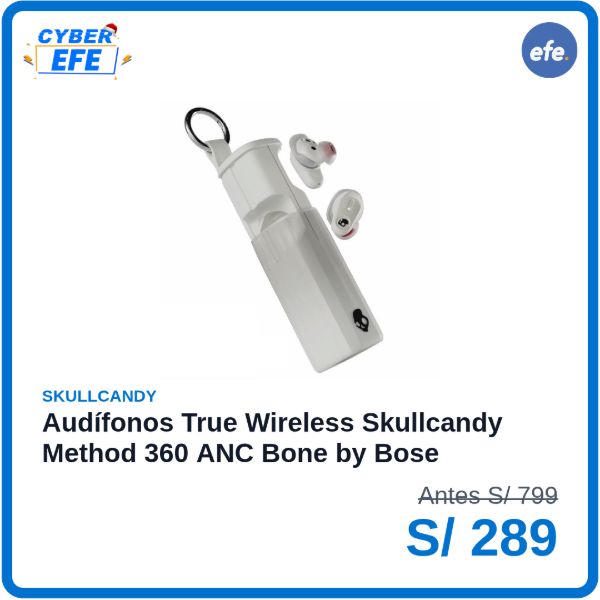 CYBER
EFE
efe.
SKULLCANDY
Audífonos True Wireless Skullcandy
Method 360 ANC Bone by Bose
Antes S/ 799
S/ 289